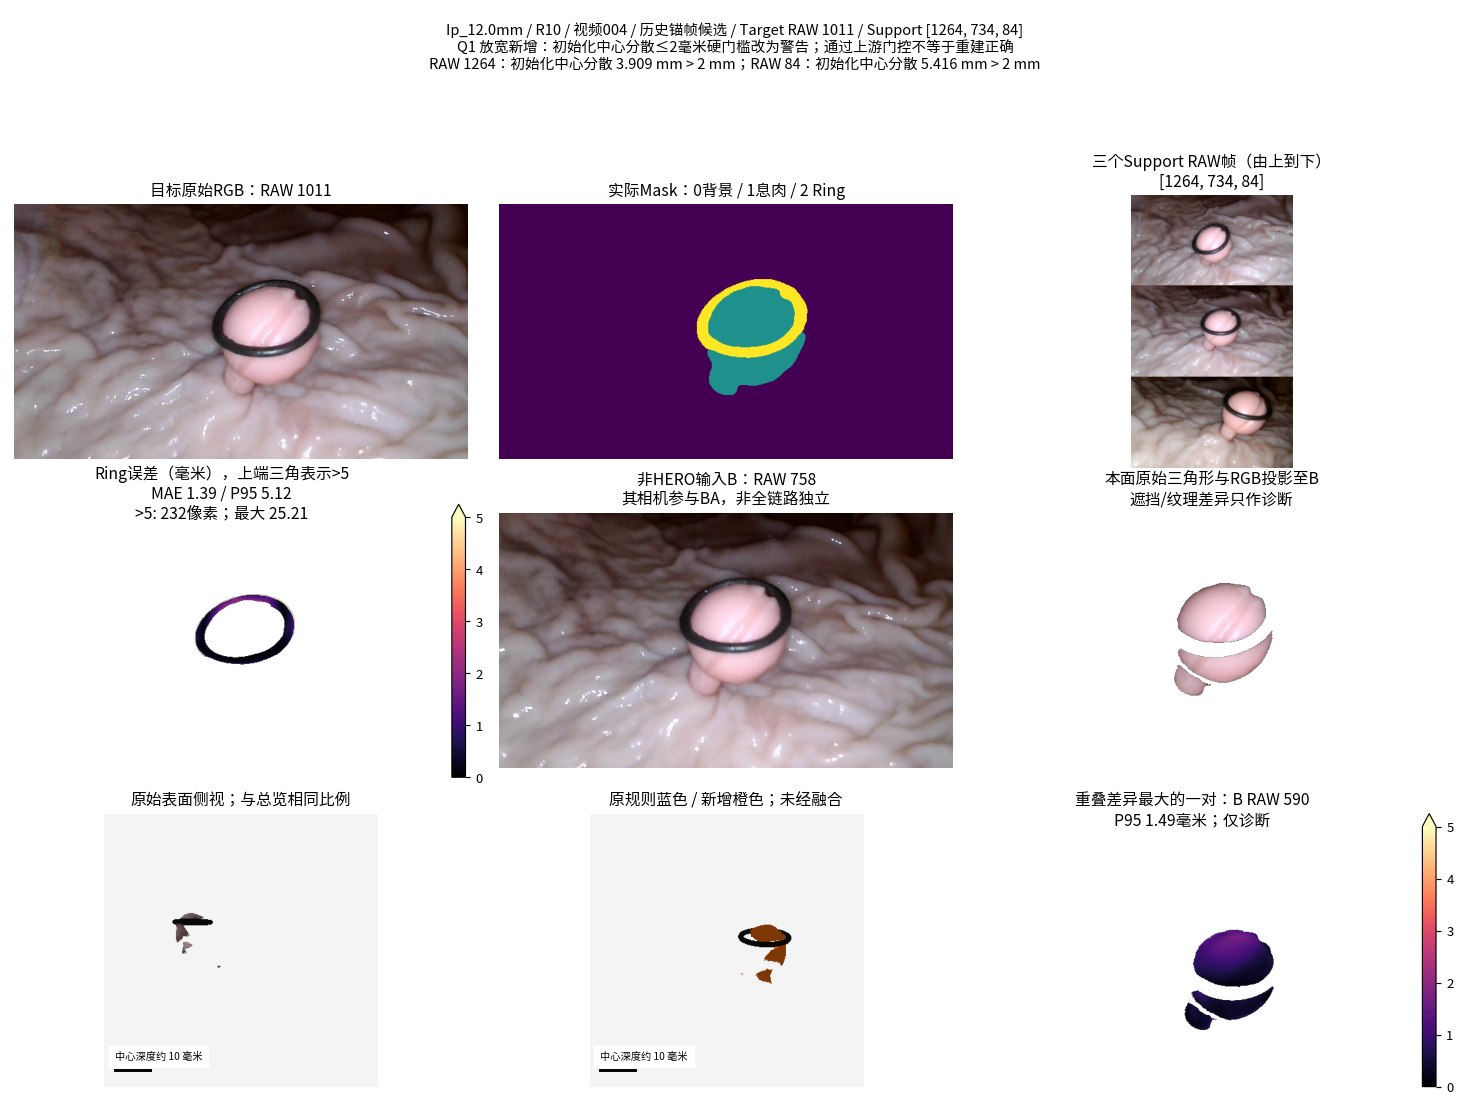 Ip_12.0mm / R10 / 视频004 / 历史锚帧候选 / Target RAW 1011 / Support [1264, 734, 84]
Q1 放宽新增：初始化中心分散≤2毫米硬门槛改为警告；通过上游门控不等于重建正确
RAW 1264：初始化中心分散 3.909 mm > 2 mm；RAW 84：初始化中心分散 5.416 mm > 2 mm
目标原始RGB：RAW 1011
实际Mask：0背景 / 1息肉 / 2 Ring
三个Support RAW帧（由上到下）
[1264, 734, 84]
Ring误差（毫米），上端三角表示>5
MAE 1.39 / P95 5.12
>5: 232像素；最大 25.21
5
4
3
2
1
0
非HERO输入B：RAW 758
其相机参与BA，非全链路独立
本面原始三角形与RGB投影至B
遮挡/纹理差异只作诊断
原始表面侧视；与总览相同比例
中心深度约 10 毫米
原规则蓝色 / 新增橙色；未经融合
中心深度约 10 毫米
重叠差异最大的一对：B RAW 590
P95 1.49毫米；仅诊断
5
4
3
2
1
0